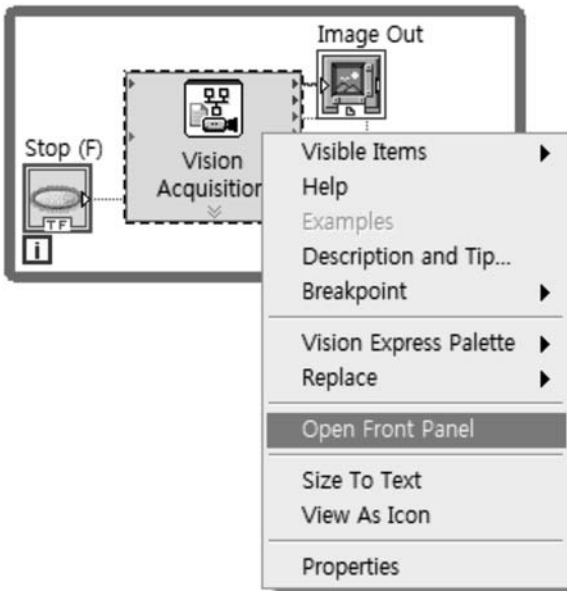 Image Out
Stop (F)
TF
i
Vision
Acquisition
Visible Items
Help
Examples
Description and Tip...
Breakpoint
Vision Express Palette
Replace
Open Front Panel
Size To Text
View As Icon
Properties